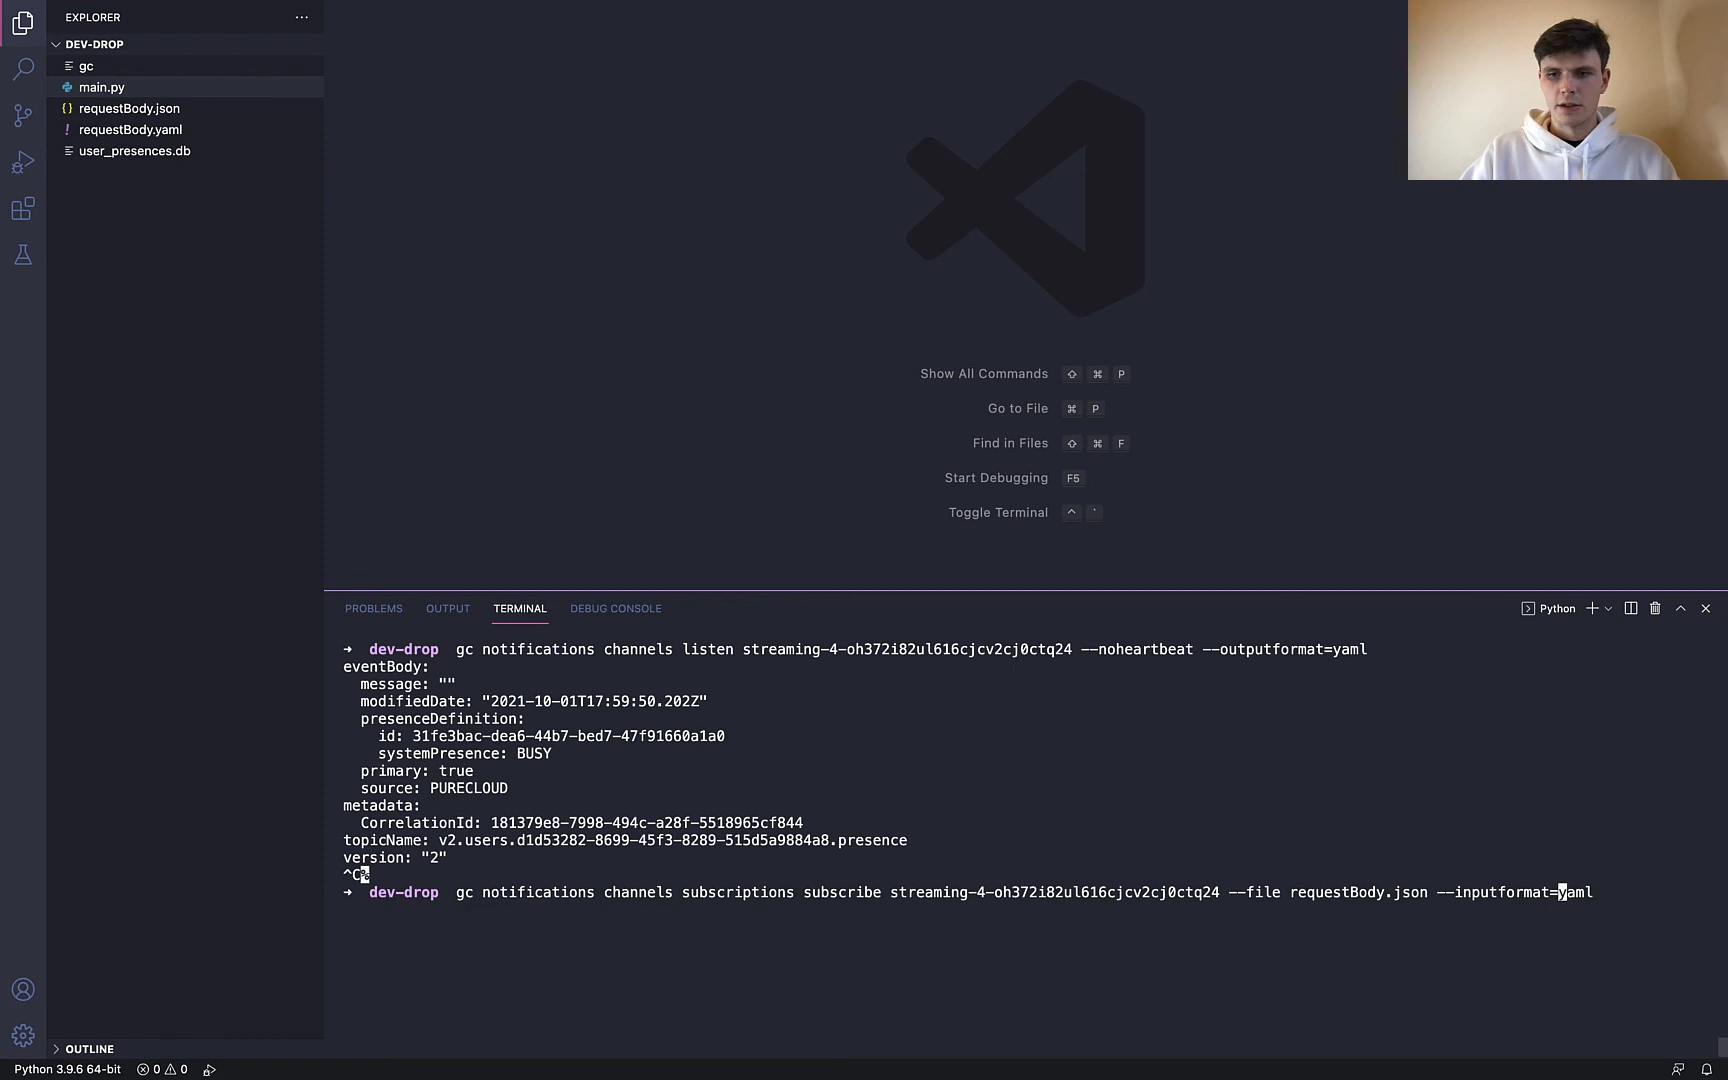 EXPLORER
DEV-DROP
gc
main.py
requestBody.json
requestBody.yaml
user_presences.db
Show All Commands ⇧ ⌘ P
Go to File ⌘ P
Find in Files ⇧ ⌘ F
Start Debugging F5
Toggle Terminal ^ `
PROBLEMS OUTPUT TERMINAL DEBUG CONSOLE
Python
➜ dev-drop gc notifications channels listen streaming-4-oh372i82ul616cjcv2cj0ctq24 --noheartbeat --outputformat=yaml
eventBody:
message: ""
modifiedDate: "2021-10-01T17:59:50.202Z"
presenceDefinition:
id: 31fe3bac-dea6-44b7-bed7-47f91660a1a0
systemPresence: BUSY
primary: true
source: PURECLOUD
metadata:
CorrelationId: 181379e8-7998-494c-a28f-5518965cf844
topicName: v2.users.d1d53282-8699-45f3-8289-515d5a9884a8.presence
version: "2"
^C%
➜ dev-drop gc notifications channels subscriptions subscribe streaming-4-oh372i82ul616cjcv2cj0ctq24 --file requestBody.json --inputformat=yaml
OUTLINE
Python 3.9.6 64-bit 0 0